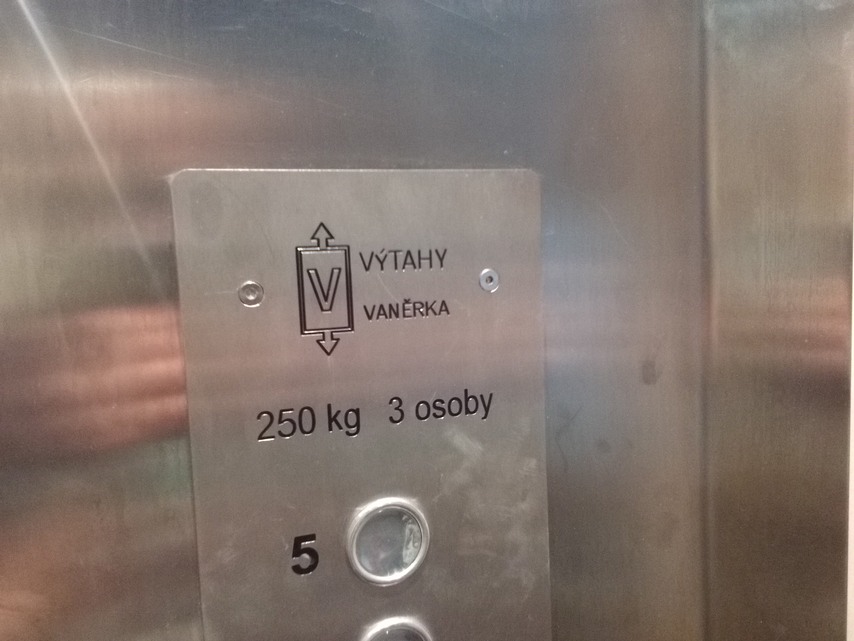 V
VÝTAHY
VANĚRKA
250 kg 3 osoby
5